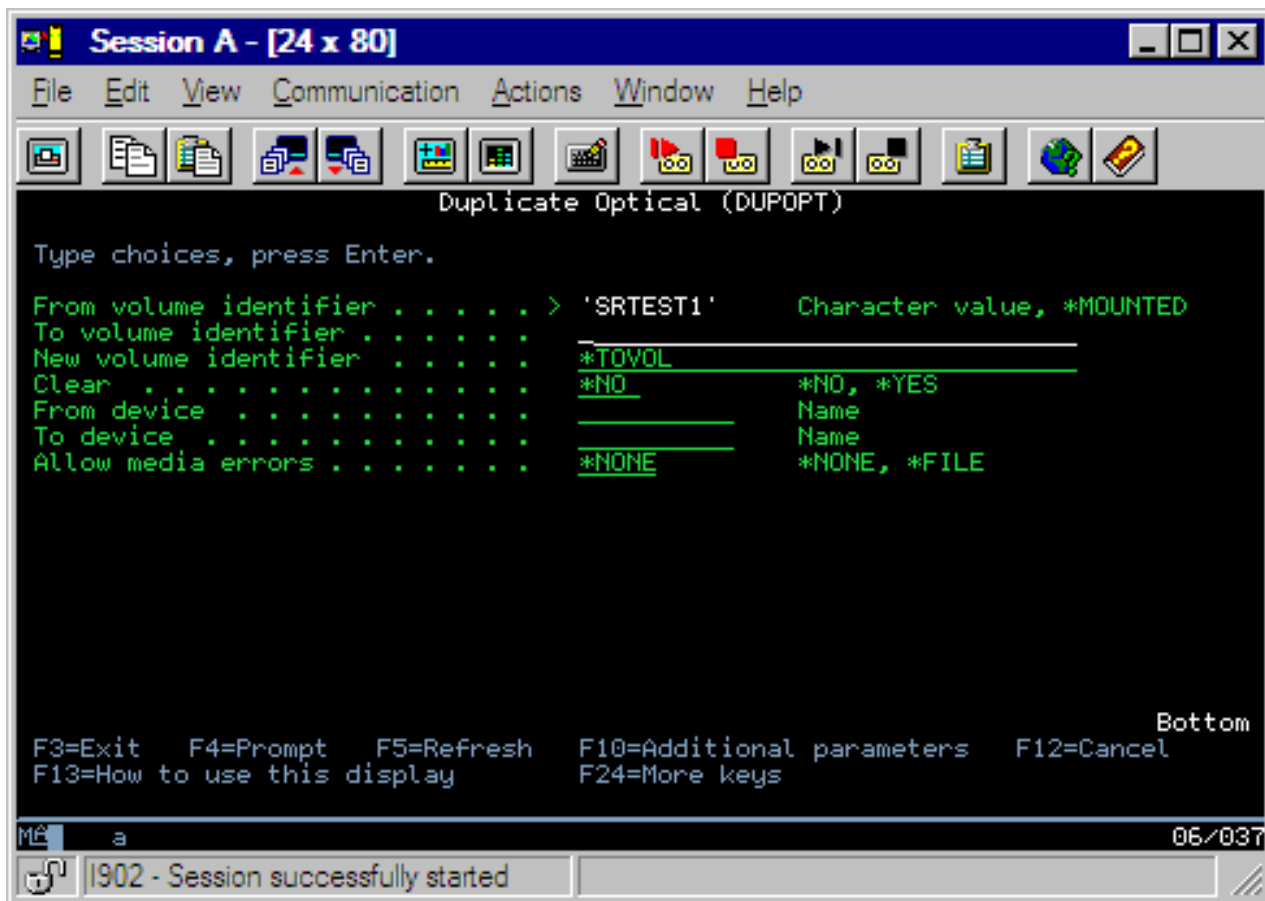 Session A - [24 x 80]
File Edit View Communication Actions Window Help
Duplicate Optical (DUPOPT)
Type choices, press Enter.
From volume identifier . . . . . > 'SRTEST1' Character value, *MOUNTED
To volume identifier . . . . . .
New volume identifier . . . . . *TOVOL
Clear . . . . . . . . . . . . . *NO *NO, *YES
From device . . . . . . . . . . Name
To device . . . . . . . . . . . Name
Allow media errors . . . . . . . *NONE *NONE, *FILE
Bottom
F3=Exit F4=Prompt F5=Refresh F10=Additional parameters F12=Cancel
F13=How to use this display F24=More keys
a 06/037
I902 - Session successfully started